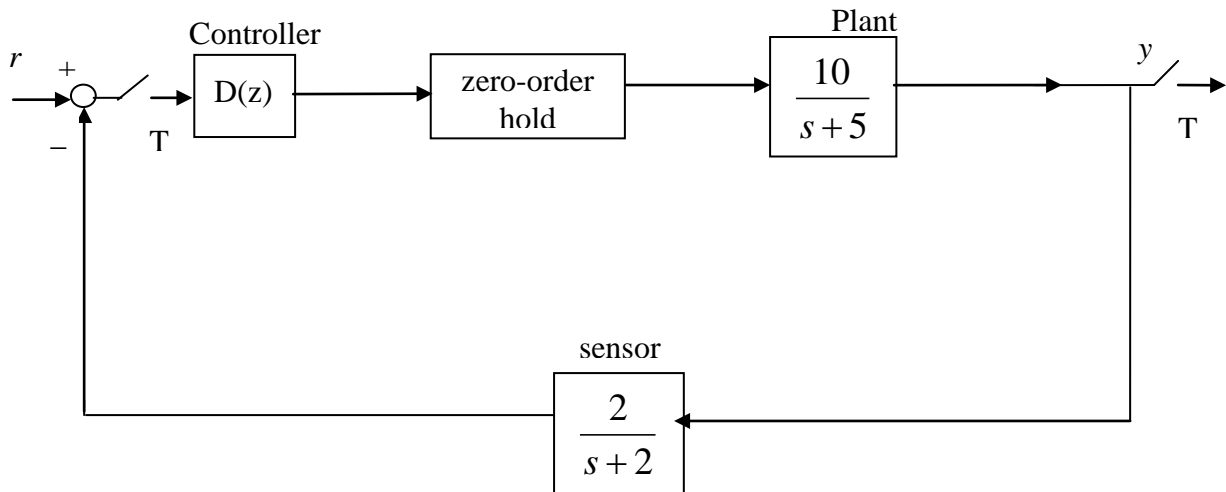 Controller
Plant
r
+
−
T
D(z)
zero-order
hold
10
s + 5
y
T
sensor
2
s + 2